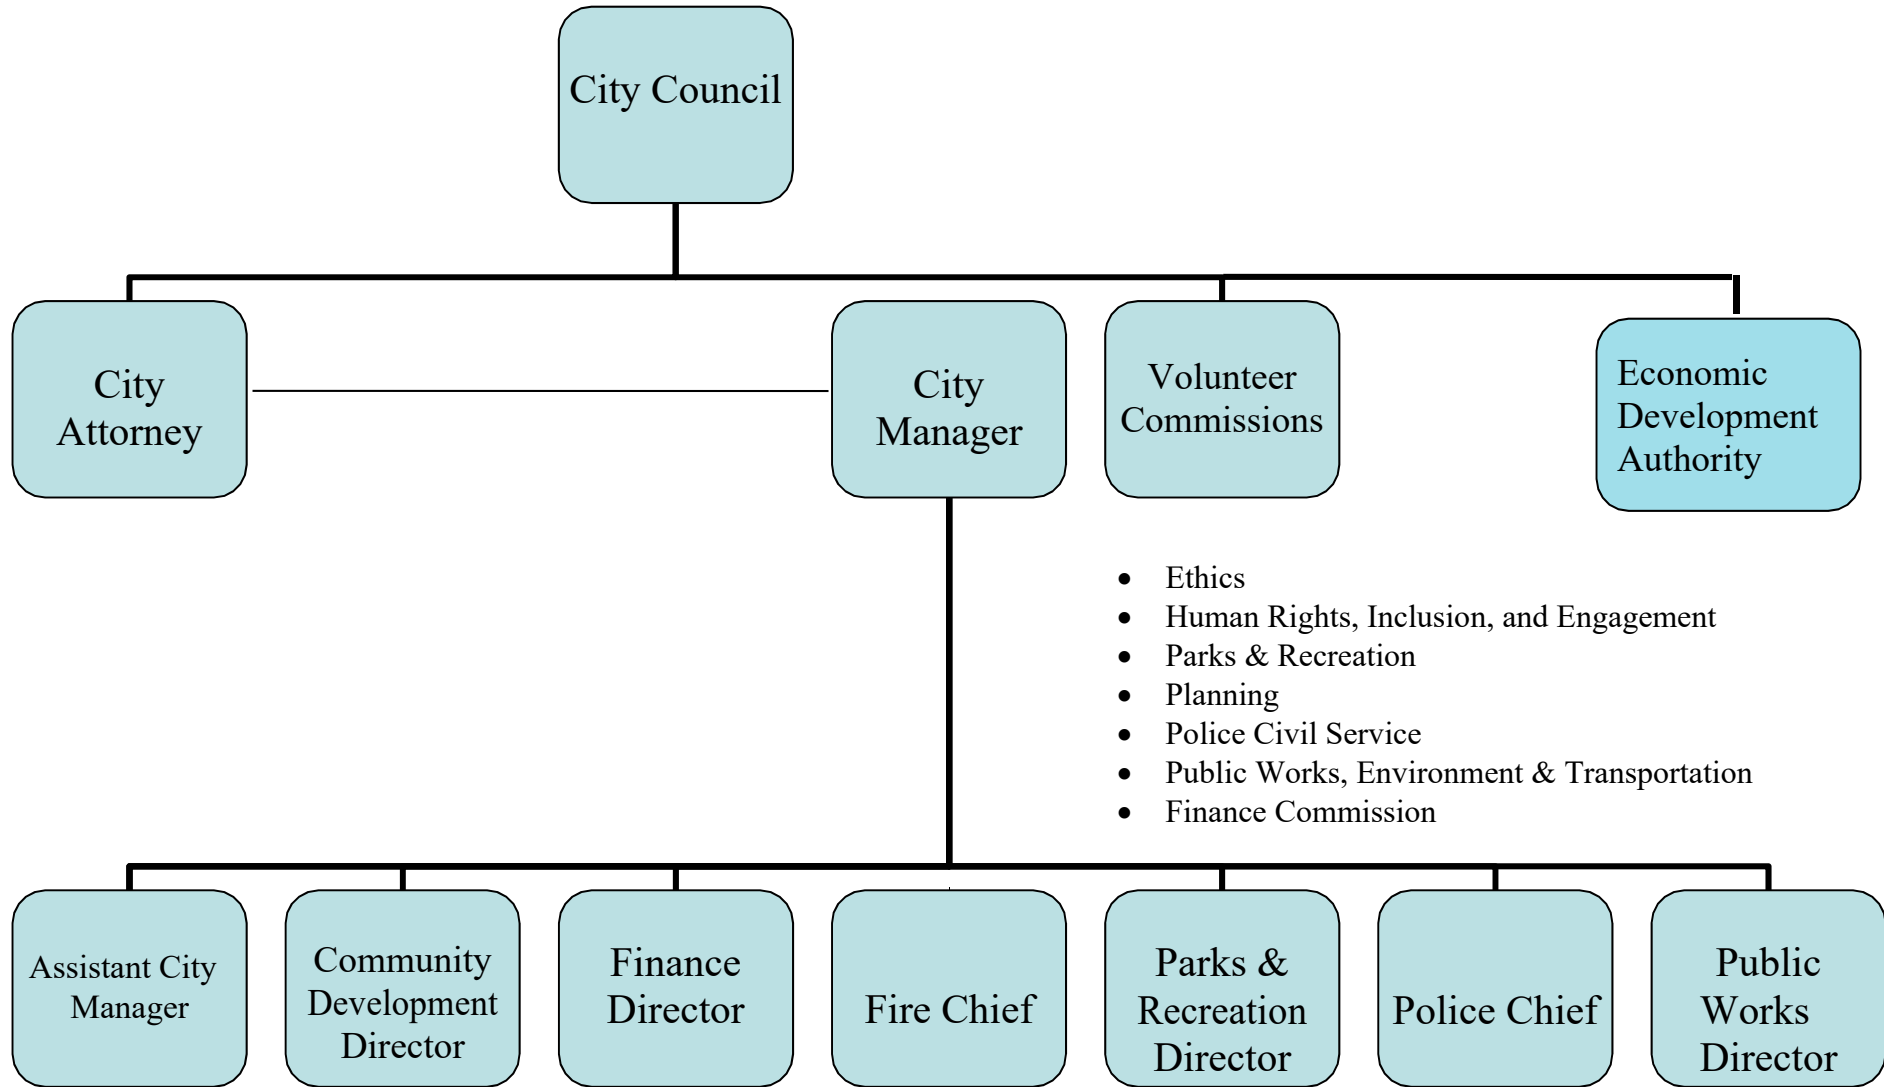 City Council
City
Attorney
City
Manager
Volunteer
Commissions
Economic
Development
Authority
• Ethics
• Human Rights, Inclusion, and Engagement
• Parks & Recreation
• Planning
• Police Civil Service
• Public Works, Environment & Transportation
• Finance Commission
Assistant City
Manager
Community
Development
Director
Finance
Director
Fire Chief
Parks &
Recreation
Director
Police Chief
Public
Works
Director